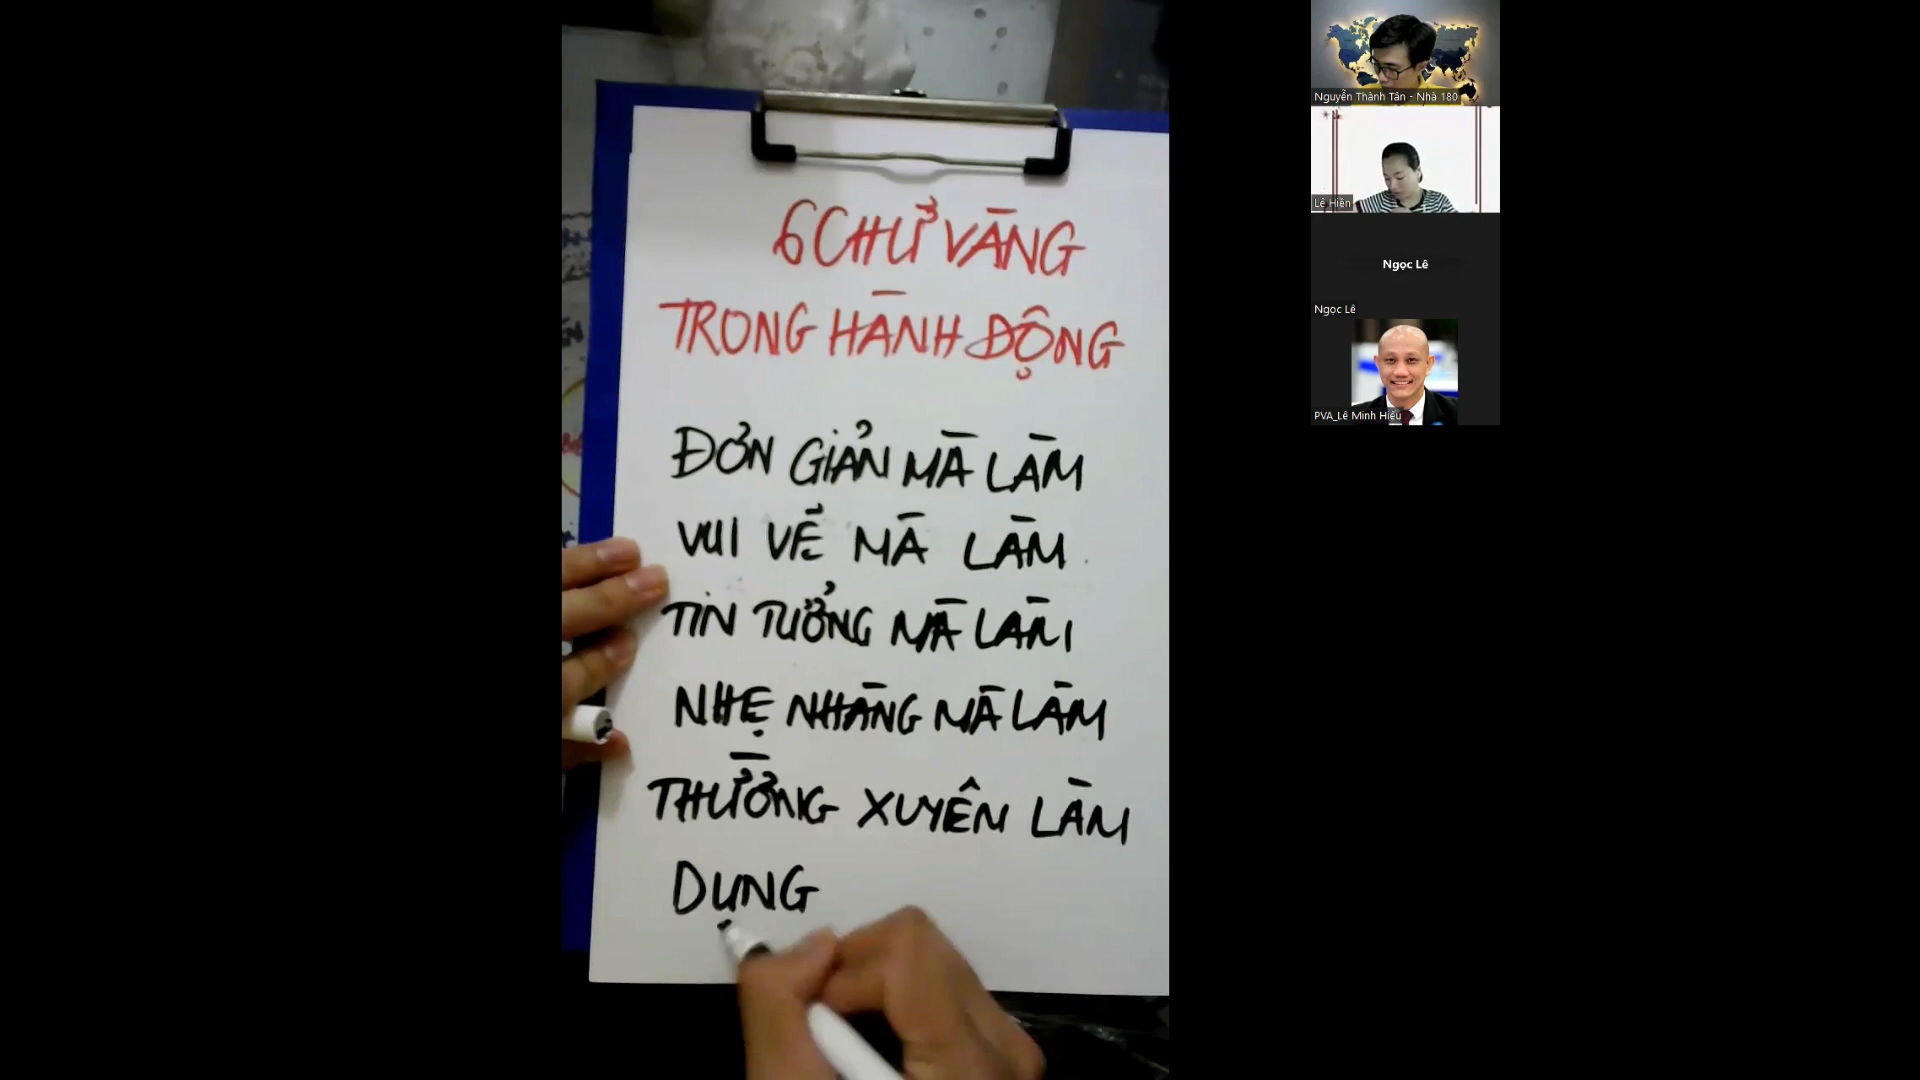 6 CHỮ VÀNG
TRONG HÀNH ĐỘNG
ĐƠN GIẢN MÀ LÀM
VUI VẺ MÀ LÀM
TIN TƯỞNG MÀ LÀM
NHẸ NHÀNG MÀ LÀM
THƯỜNG XUYÊN LÀM
DỤNG
Nguyễn Thành Tân - Nhà 180
Lê Hiền
Ngọc Lê
Ngọc Lê
PVA_Lê Minh Hiếu